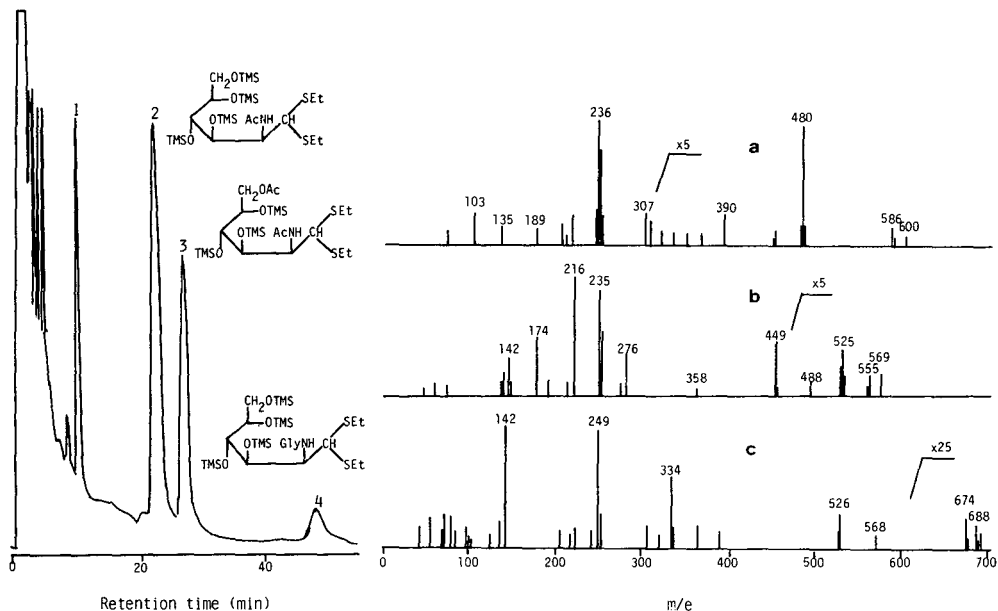 1
2
3
4
CH2OTMS
OTMS
OTMS AcNH
CH
SEt
SEt
TMSO
CH2OAc
OTMS
OTMS AcNH
CH
SEt
SEt
TMSO
CH2OTMS
OTMS
OTMS GlyNH
CH
SEt
SEt
TMSO
0 20 40
Retention time (min)
a
103 135 189 236 307 x5 390 480 586 600
b
142 174 216 235 276 358 449 x5 488 525 555 569
c
142 249 334 526 568 x25 674 688
0 100 200 300 400 500 600 700
m/e